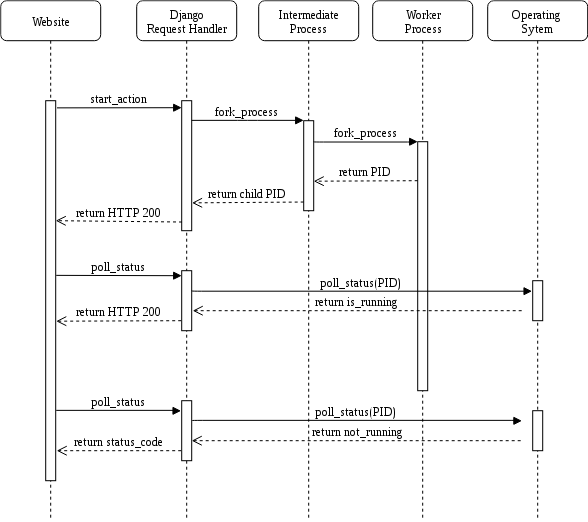 Website
Django
Request Handler
Intermediate
Process
Worker
Process
Operating
Sytem
start_action
fork_process
fork_process
return PID
return child PID
return HTTP 200
poll_status
poll_status(PID)
return is_running
return HTTP 200
poll_status
poll_status(PID)
return not_running
return status_code